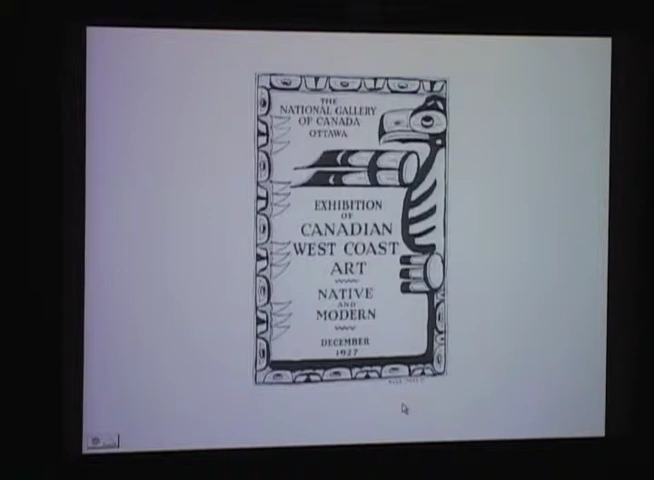 THE
NATIONAL GALLERY
OF CANADA
OTTAWA
EXHIBITION
OF
CANADIAN
WEST COAST
ART
NATIVE
AND
MODERN
DECEMBER
1927